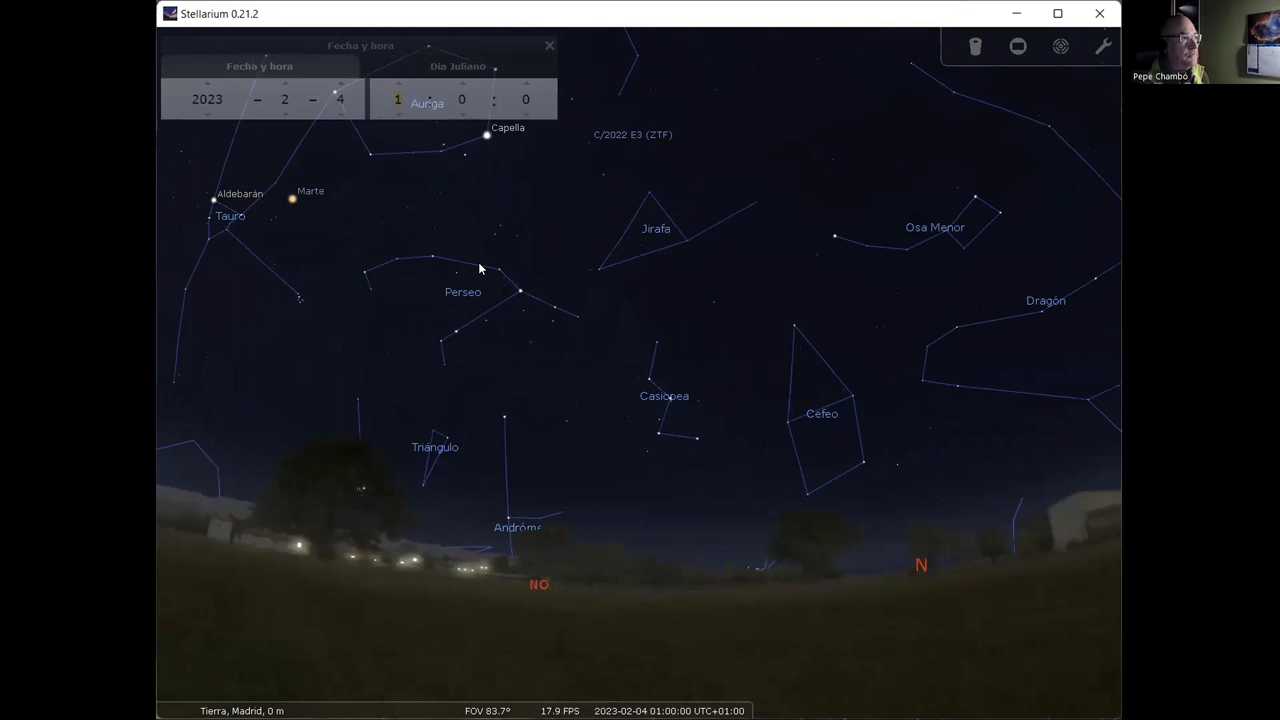 Stellarium 0.21.2
Pepe Chambó
Fecha y hora
Fecha y hora
Día Juliano
2023 - 2 - 4
1 : 0 : 0
Auriga
Capella
C/2022 E3 (ZTF)
Aldebarán
Marte
Tauro
Jirafa
Osa Menor
Perseo
Dragón
Casiopea
Cefeo
Triángulo
Andróme
NO
N
Tierra, Madrid, 0 m
FOV 83.7°
17.9 FPS
2023-02-04 01:00:00 UTC+01:00